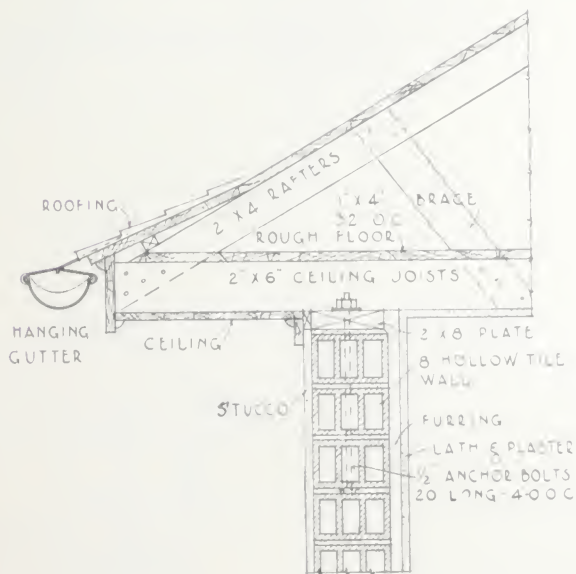 ROOFING
2" X 4" RAFTERS
1" X 4" BRACE
32 O.C.
ROUGH FLOOR
2" X 6" CEILING JOISTS
HANGING
GUTTER
CEILING
2 X 8 PLATE
8 HOLLOW TILE
WALL
STUCCO
FURRING
LATH & PLASTER
1/2 ANCHOR BOLTS
20 LONG-4-0 O C